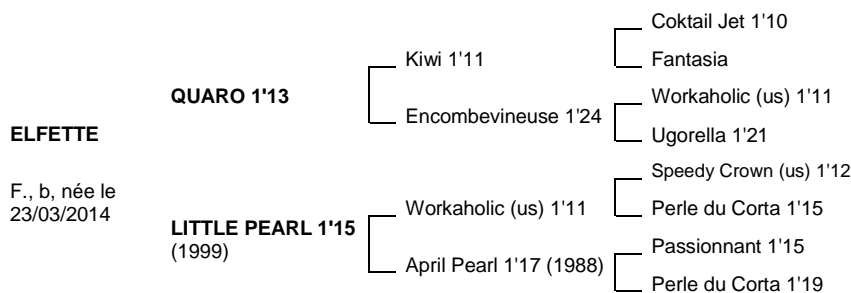 Coktail Jet 1'10
Kiwi 1'11
Fantasia
QUARO 1'13
Workaholic (us) 1'11
Encombevineuse 1'24
Ugorella 1'21
ELFETTE
F., b, née le
23/03/2014
Speedy Crown (us) 1'12
Workaholic (us) 1'11
Perle du Corta 1'15
LITTLE PEARL 1'15
(1999)
Passionnant 1'15
April Pearl 1'17 (1988)
Perle du Corta 1'19